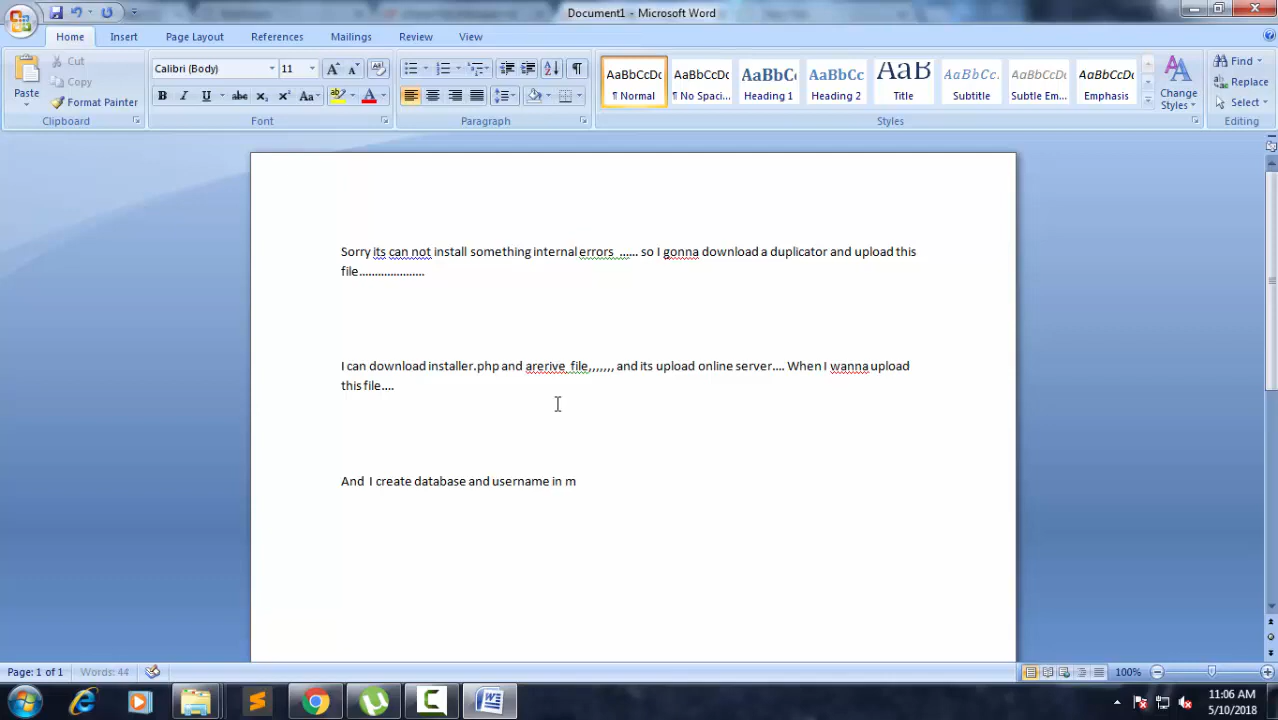 Document1 - Microsoft Word
Home Insert Page Layout References Mailings Review View
Paste
Cut
Copy
Format Painter
Clipboard
Calibri (Body) 11
Font
Paragraph
AaBbCcDc AaBbCcDc AaBbCc AaBbCc AaB AaBbCc. AaBbCcDc AaBbCcDc
¶ Normal ¶ No Spaci... Heading 1 Heading 2 Title Subtitle Subtle Em... Emphasis
Change Styles
Styles
Find
Replace
Select
Editing
Sorry its can not install something internal errors ...... so I gonna download a duplicator and upload this
file.....................
I can download installer.php and arerive file,,,,,,, and its upload online server.... When I wanna upload
this file....
And I create database and username in m
Page: 1 of 1 Words: 44 100%
11:06 AM
5/10/2018